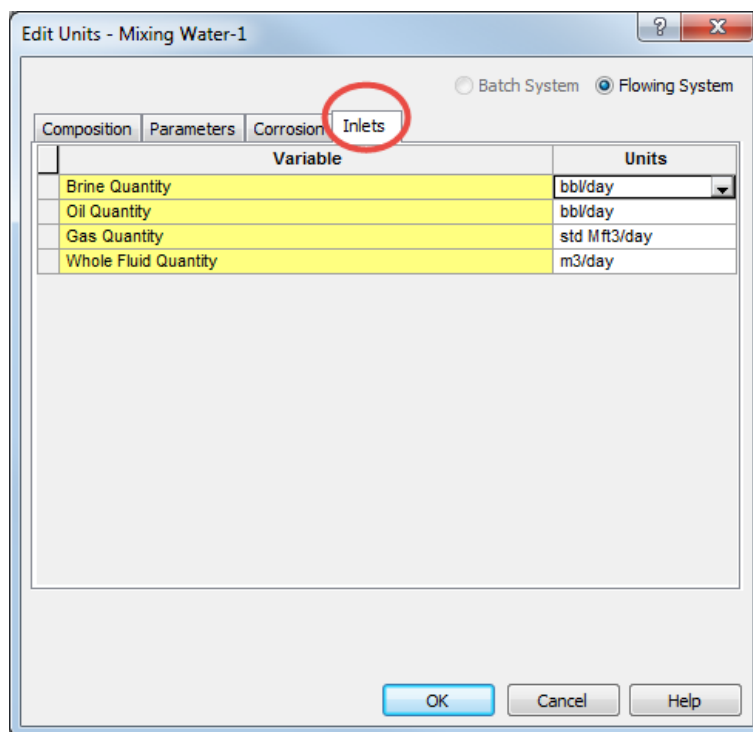 Edit Units - Mixing Water-1
?
X
Batch System Flowing System
Composition Parameters Corrosion Inlets
Variable Units
Brine Quantity bbl/day
Oil Quantity bbl/day
Gas Quantity std Mft3/day
Whole Fluid Quantity m3/day
OK Cancel Help